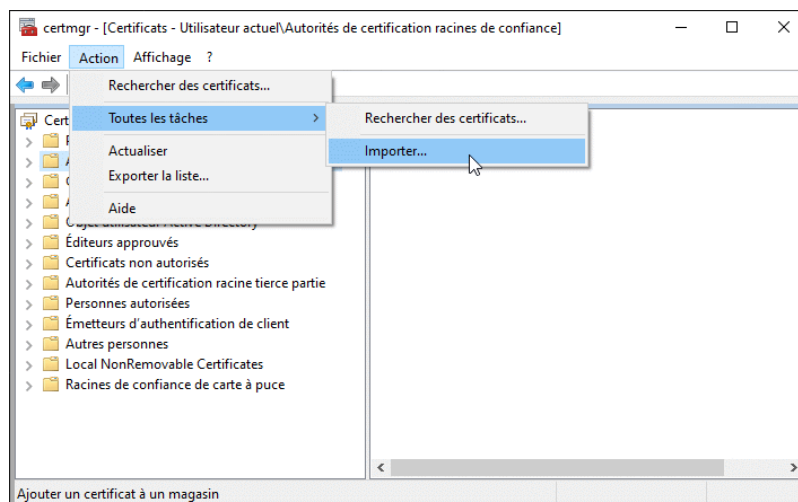 certmgr - [Certificats - Utilisateur actuel\Autorités de certification racines de confiance]
Fichier Action Affichage ?
Rechercher des certificats...
Toutes les tâches
Rechercher des certificats...
Importer...
Actualiser
Exporter la liste...
Aide
Éditeurs approuvés
Certificats non autorisés
Autorités de certification racine tierce partie
Personnes autorisées
Émetteurs d'authentification de client
Autres personnes
Local NonRemovable Certificates
Racines de confiance de carte à puce
Ajouter un certificat à un magasin